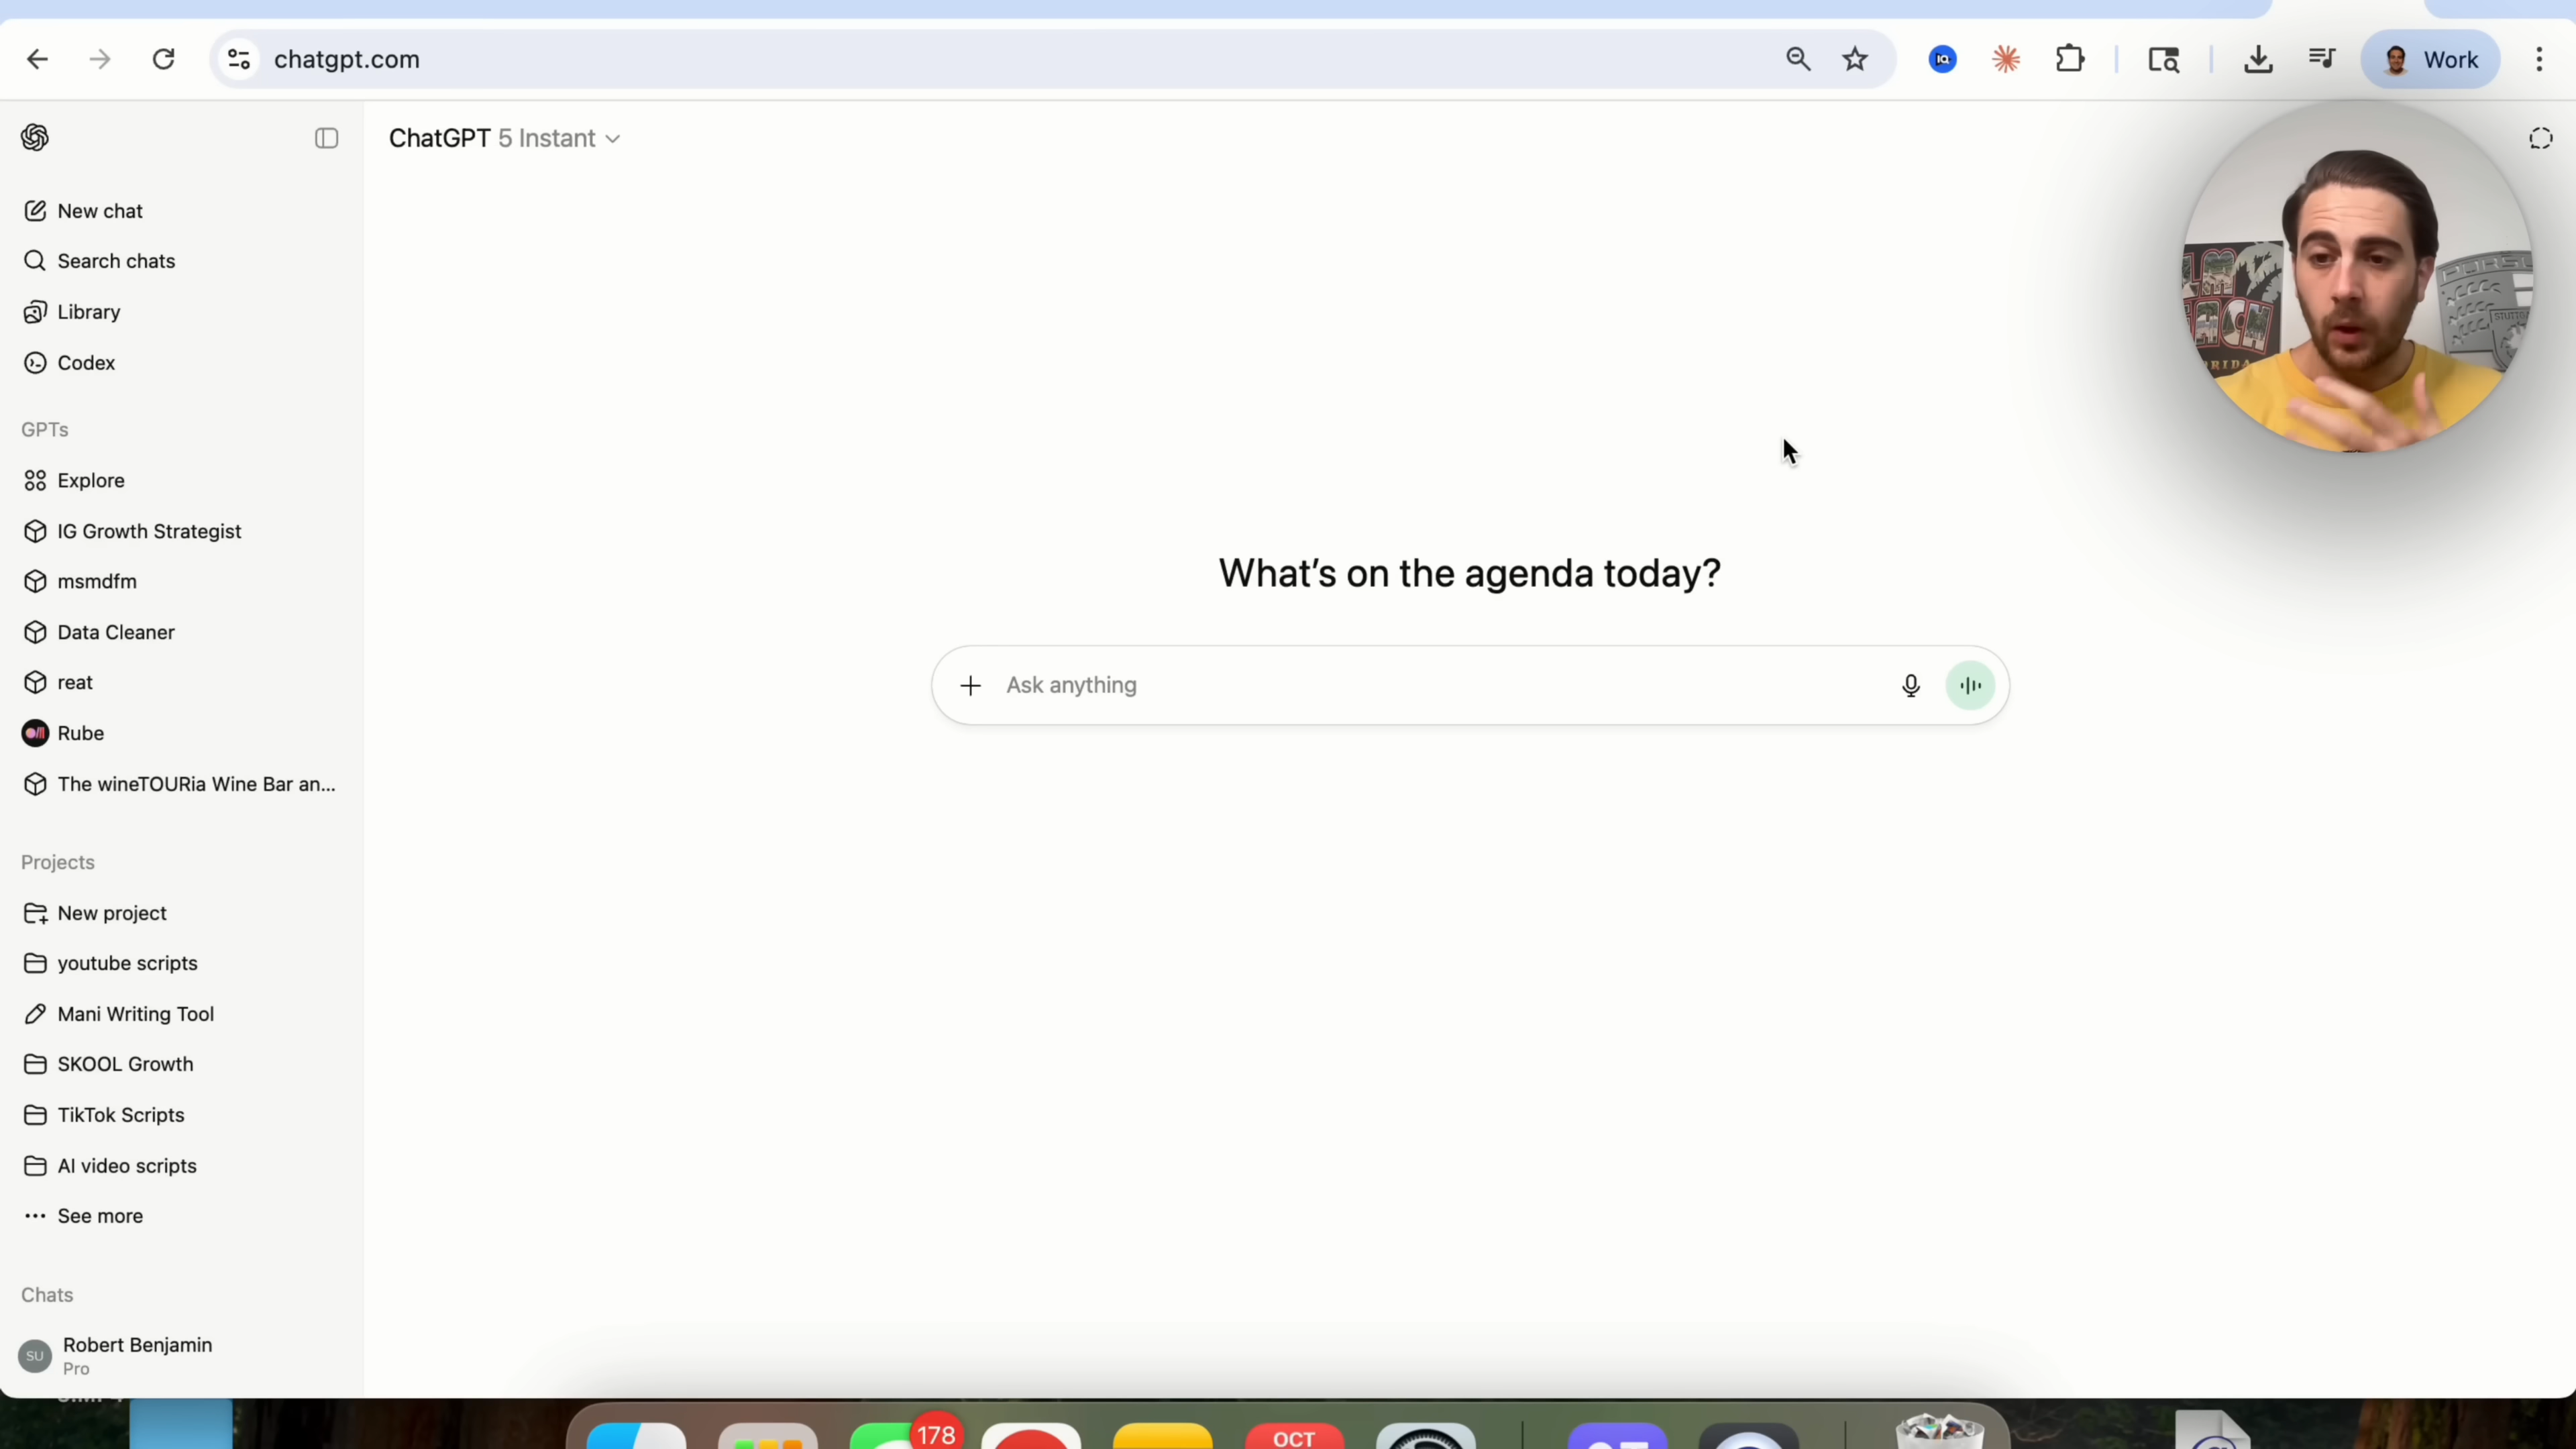 chatgpt.com
Work
ChatGPT 5 Instant
New chat
Search chats
Library
Codex
GPTs
Explore
IG Growth Strategist
msmdfm
Data Cleaner
reat
Rube
The wineTOURia Wine Bar an...
Projects
New project
youtube scripts
Mani Writing Tool
SKOOL Growth
TikTok Scripts
AI video scripts
See more
Chats
SU
Robert Benjamin
Pro
What's on the agenda today?
Ask anything
178
OCT